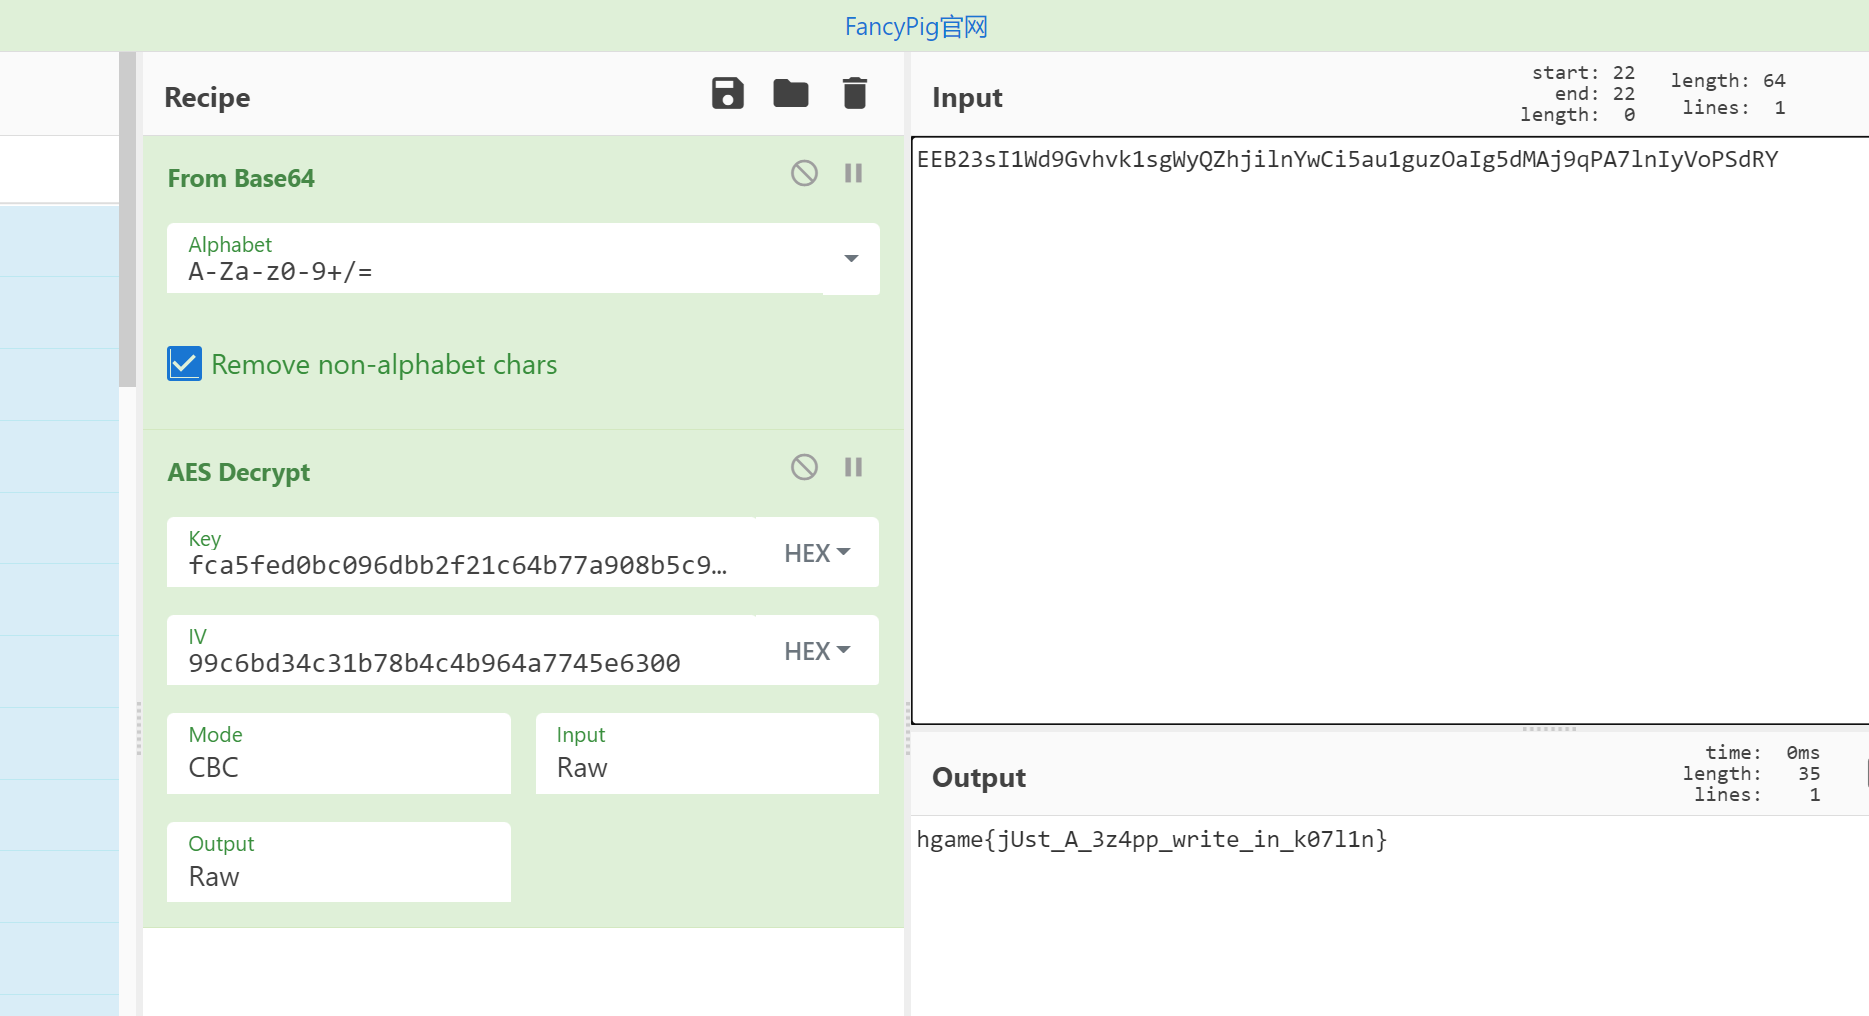 FancyPig官网
Recipe
From Base64
Alphabet
A-Za-z0-9+/=
Remove non-alphabet chars
AES Decrypt
Key
fca5fed0bc096dbb2f21c64b77a908b5c9…
HEX
IV
99c6bd34c31b78b4c4b964a7745e6300
HEX
Mode
CBC
Input
Raw
Output
Raw
Input
start: 22
end: 22
length: 0
length: 64
lines: 1
EEB23sI1Wd9Gvhvk1sgWyQZhjilnYwCi5au1guzOaIg5dMAj9qPA7lnIyVoPSdRY
Output
time: 0ms
length: 35
lines: 1
hgame{jUst_A_3z4pp_write_in_k07l1n}